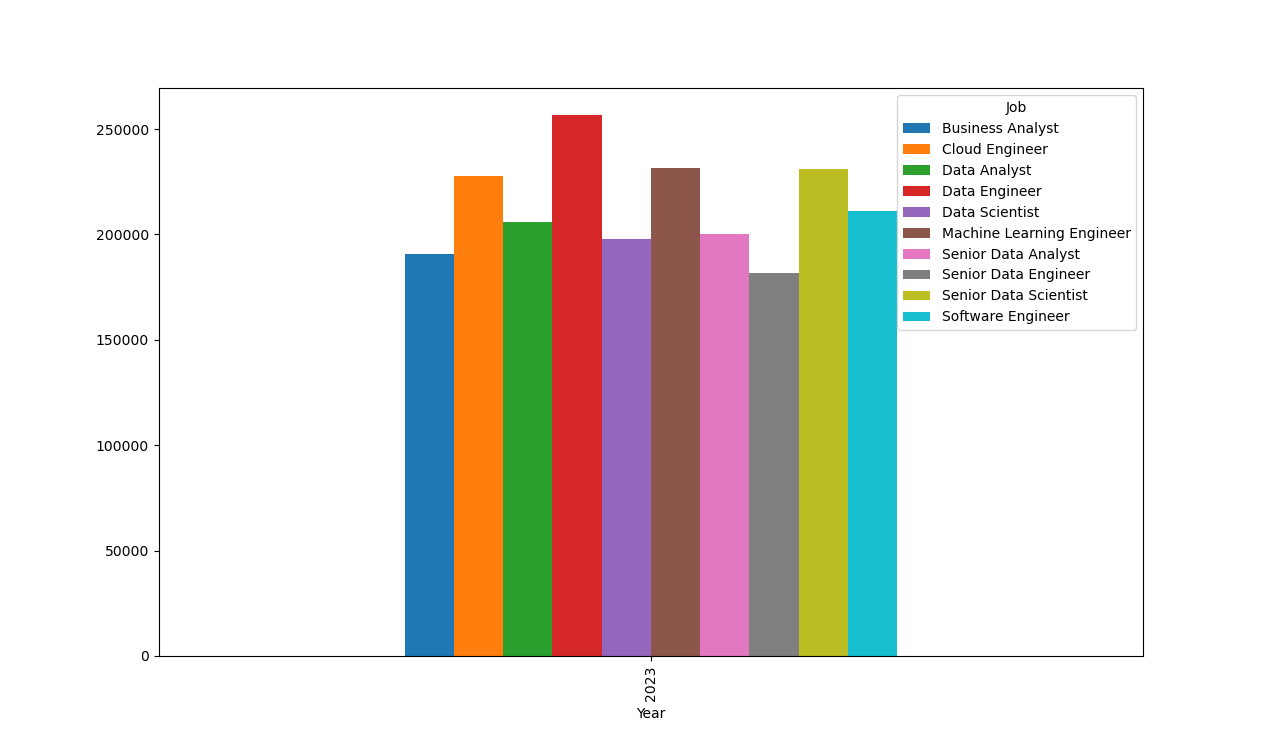 250000
200000
150000
100000
50000
0
Job
Business Analyst
Cloud Engineer
Data Analyst
Data Engineer
Data Scientist
Machine Learning Engineer
Senior Data Analyst
Senior Data Engineer
Senior Data Scientist
Software Engineer
2023
Year